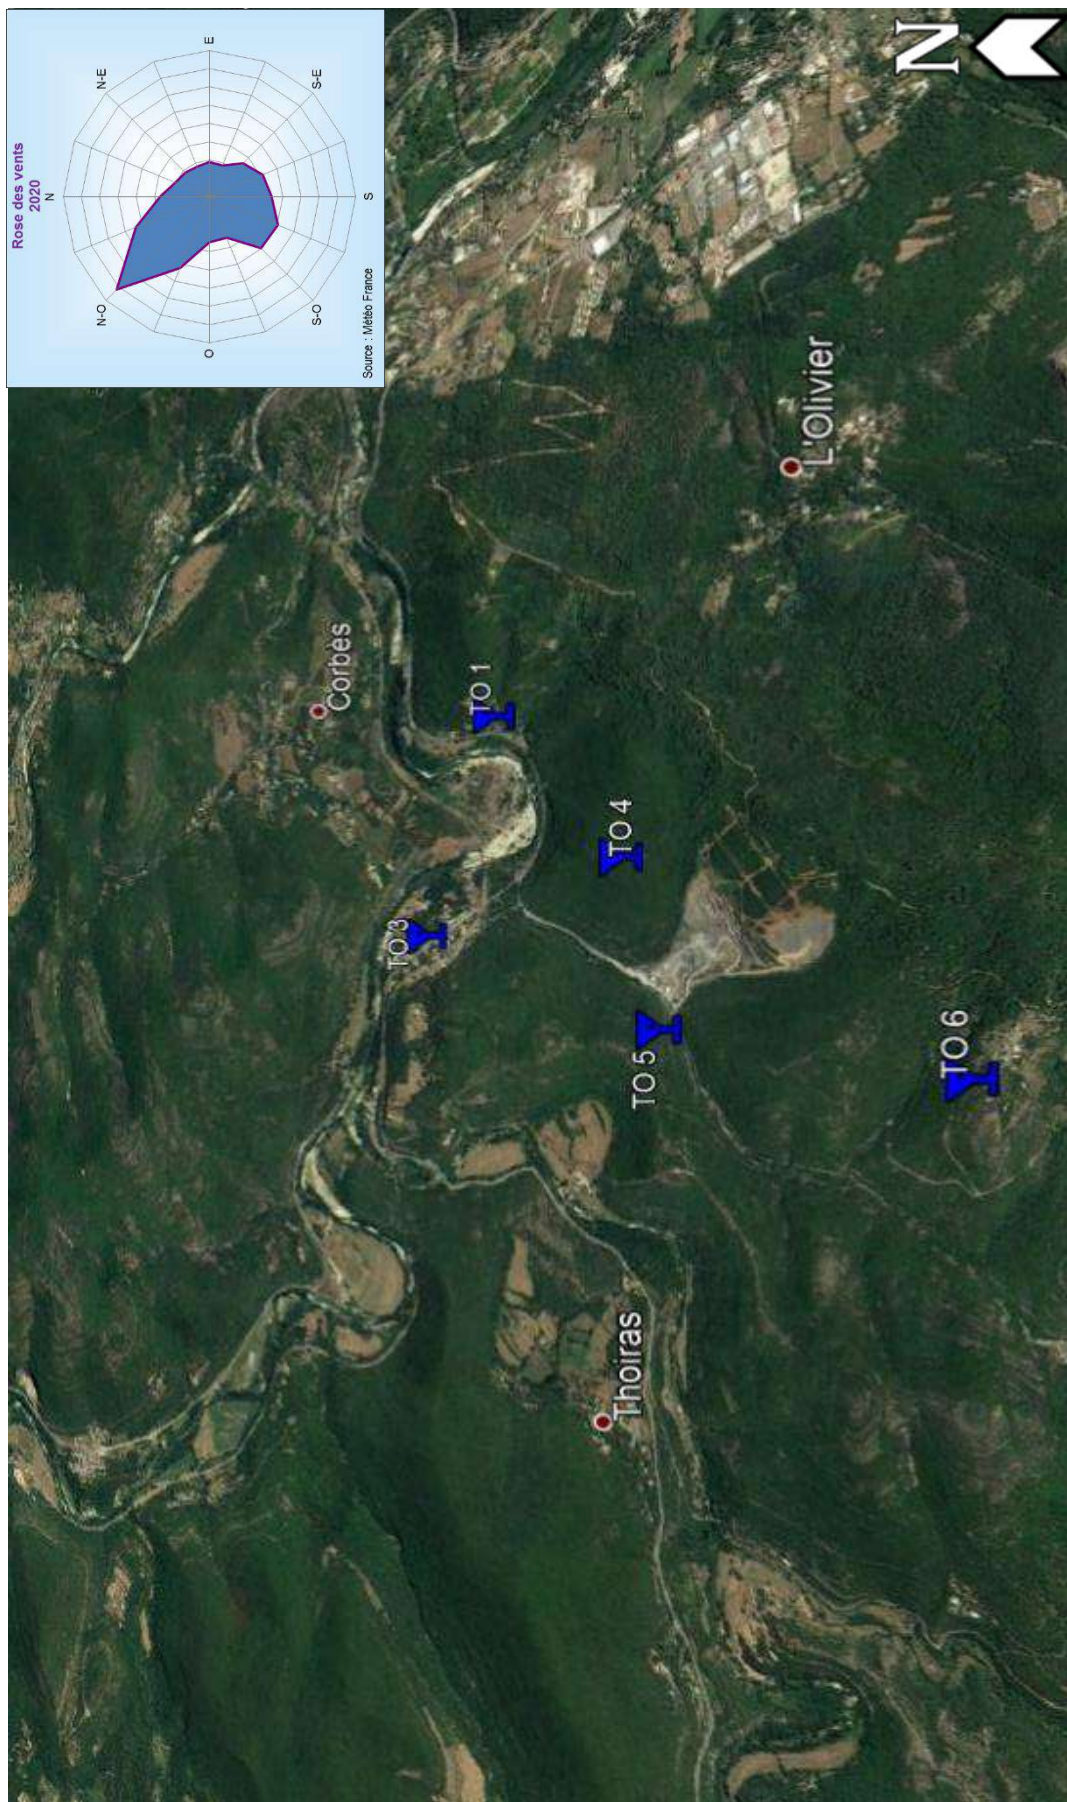 Rose des vents
2020
N
N-E
E
S-E
S
S-O
O
N-O
Source : Météo France
N
Corbès
TO 1
TO 3
TO 4
L'Olivier
TO 5
TO 6
Thoiras